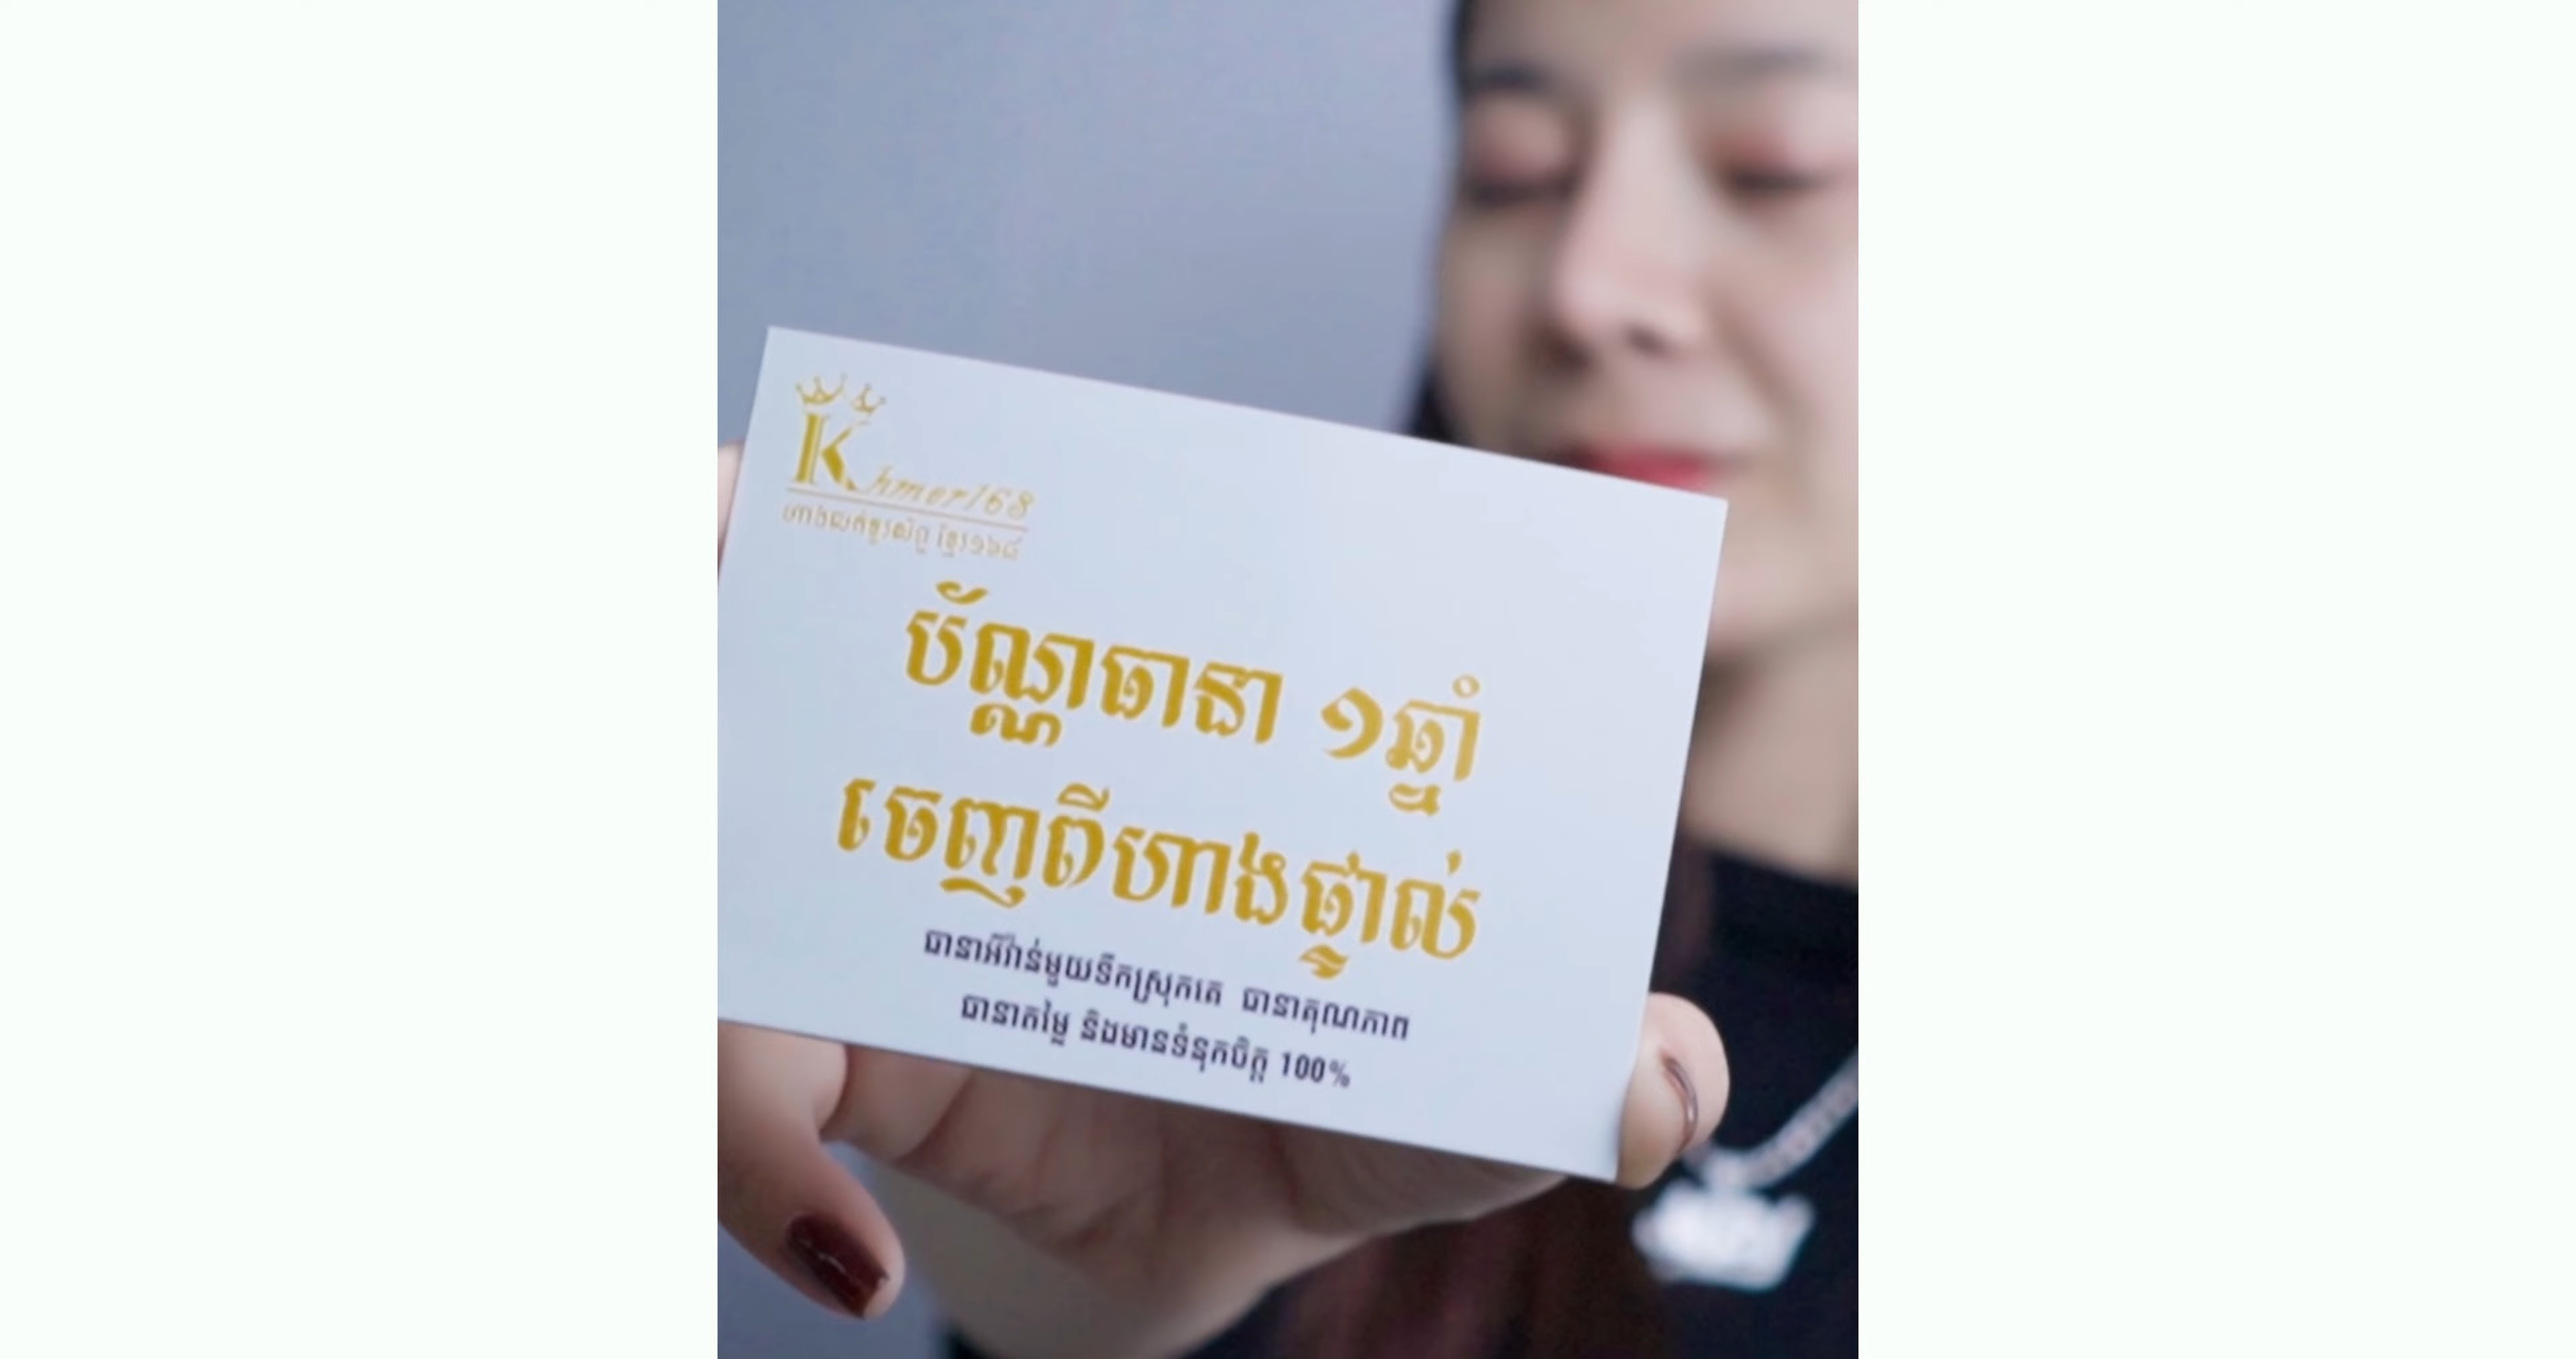 Khmer168
ហាងលក់ទូរស័ព្ទ ខ្មែរ១៦៨
ប័ណ្ណធានា ១ឆ្នាំ
ចេញពីហាងផ្ទាល់
ធានាអ៊ីវ៉ាន់មួយទឹកស្រុកគេ ធានាគុណភាព
ធានាតម្លៃ និងមានទំនុកចិត្ត 100%